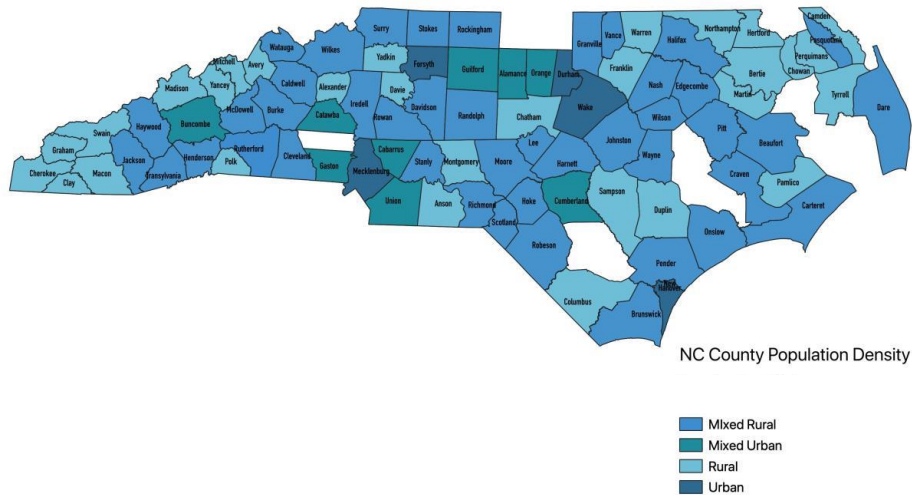 Surry Stokes Rockingham
Granville Vance Warren Northampton Hertford Camden
Halifax Pasquotank
Watauga Wilkes
Mitchell Avery Yadkin Forsyth Guilford Alamance Orange Durham Franklin Bertie Chowan Perquimans
Madison Yancey Caldwell Alexander Davie Nash Edgecombe Martin Tyrrell Dare
McDowell Burke Iredell Davidson Wake
Buncombe Catawba Rowan Randolph Chatham Wilson
Swain Haywood Johnston Pitt Beaufort
Graham Rutherford Lee Wayne
Jackson Henderson Polk Cleveland Gaston Cabarrus Stanly Montgomery Moore Harnett Craven
Cherokee Macon Transylvania Mecklenburg Pamlico
Clay Union Anson Richmond Hoke Cumberland Sampson Duplin Carteret
Scotland Onslow
Robeson
Pender
New Hanover
Columbus
Brunswick
NC County Population Density
MIxed Rural
Mixed Urban
Rural
Urban